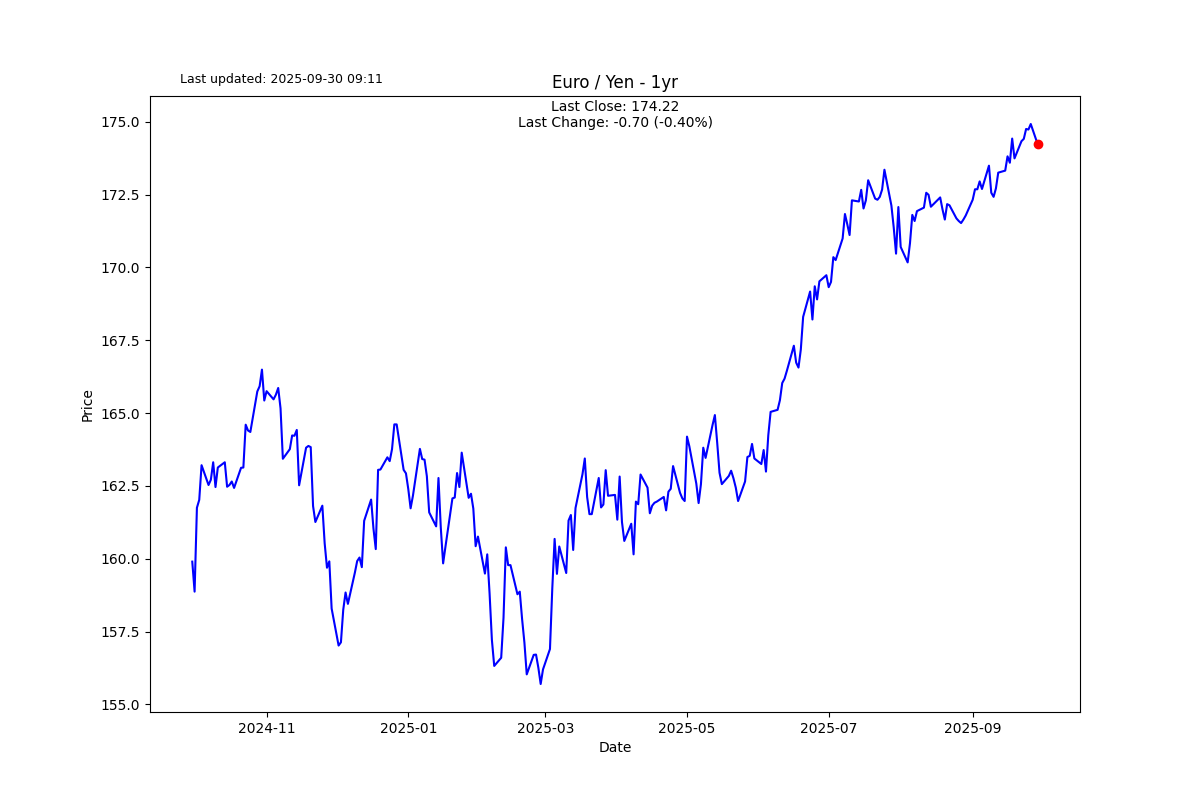 Last updated: 2025-09-30 09:11
Euro / Yen - 1yr
Last Close: 174.22
Last Change: -0.70 (-0.40%)
175.0
172.5
170.0
167.5
165.0
162.5
160.0
157.5
155.0
Price
2024-11
2025-01
2025-03
2025-05
2025-07
2025-09
Date